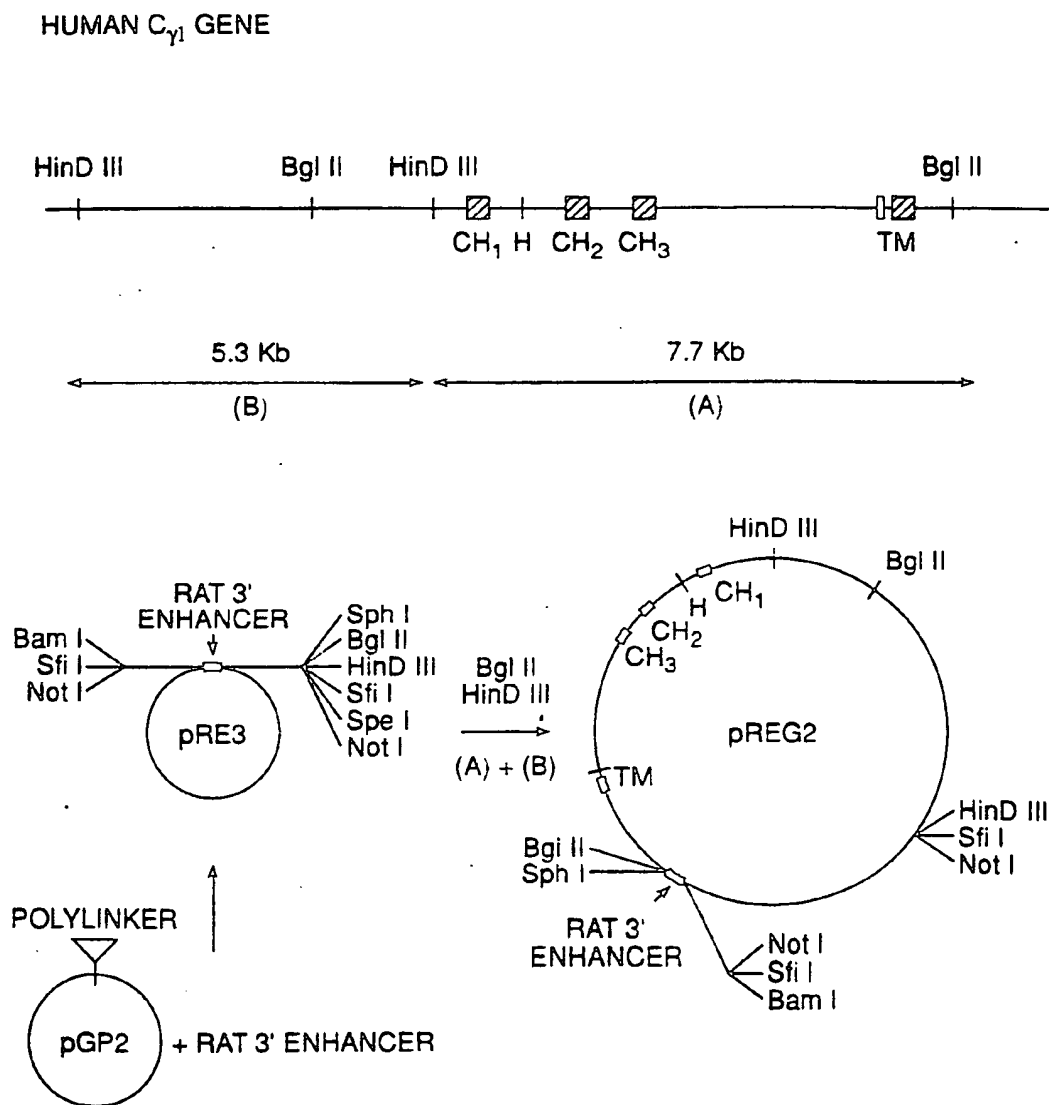 HUMAN Cγ1 GENE
HinD III Bgl II HinD III Bgl II
CH1 H CH2 CH3 TM
5.3 Kb 7.7 Kb
(B) (A)
RAT 3'
ENHANCER
Bam I
Sfi I
Not I
Sph I
Bgl II
HinD III
Sfi I
Spe I
Not I
pRE3
Bgl II
HinD III
(A) + (B)
HinD III
Bgl II
CH1
H
CH2
CH3
pREG2
TM
HinD III
Sfi I
Not I
Bgi II
Sph I
RAT 3'
ENHANCER
Not I
Sfi I
Bam I
POLYLINKER
pGP2 + RAT 3' ENHANCER